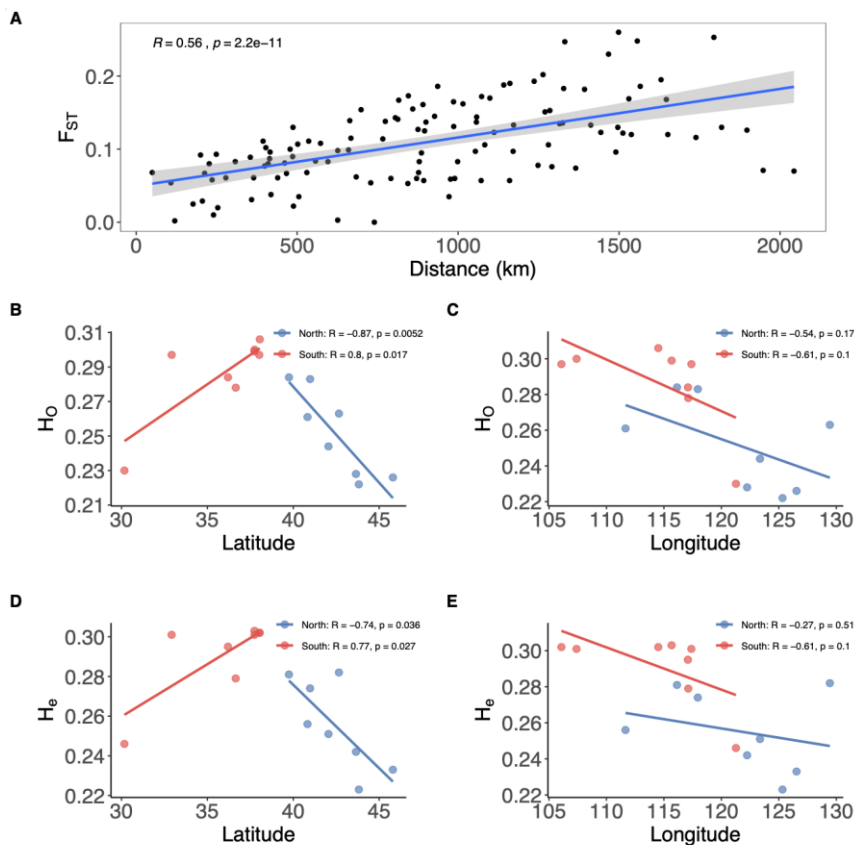 A
R = 0.56 , p = 2.2e−11
FST
0.2
0.1
0.0
0 500 1000 1500 2000
Distance (km)
B
North: R = −0.87, p = 0.0052
South: R = 0.8, p = 0.017
HO
0.31
0.29
0.27
0.25
0.23
0.21
30 35 40 45
Latitude
C
North: R = −0.54, p = 0.17
South: R = −0.61, p = 0.1
HO
0.30
0.28
0.26
0.24
0.22
105 110 115 120 125 130
Longitude
D
North: R = −0.74, p = 0.036
South: R = 0.77, p = 0.027
He
0.30
0.28
0.26
0.24
0.22
30 35 40 45
Latitude
E
North: R = −0.27, p = 0.51
South: R = −0.61, p = 0.1
He
0.30
0.28
0.26
0.24
0.22
105 110 115 120 125 130
Longitude